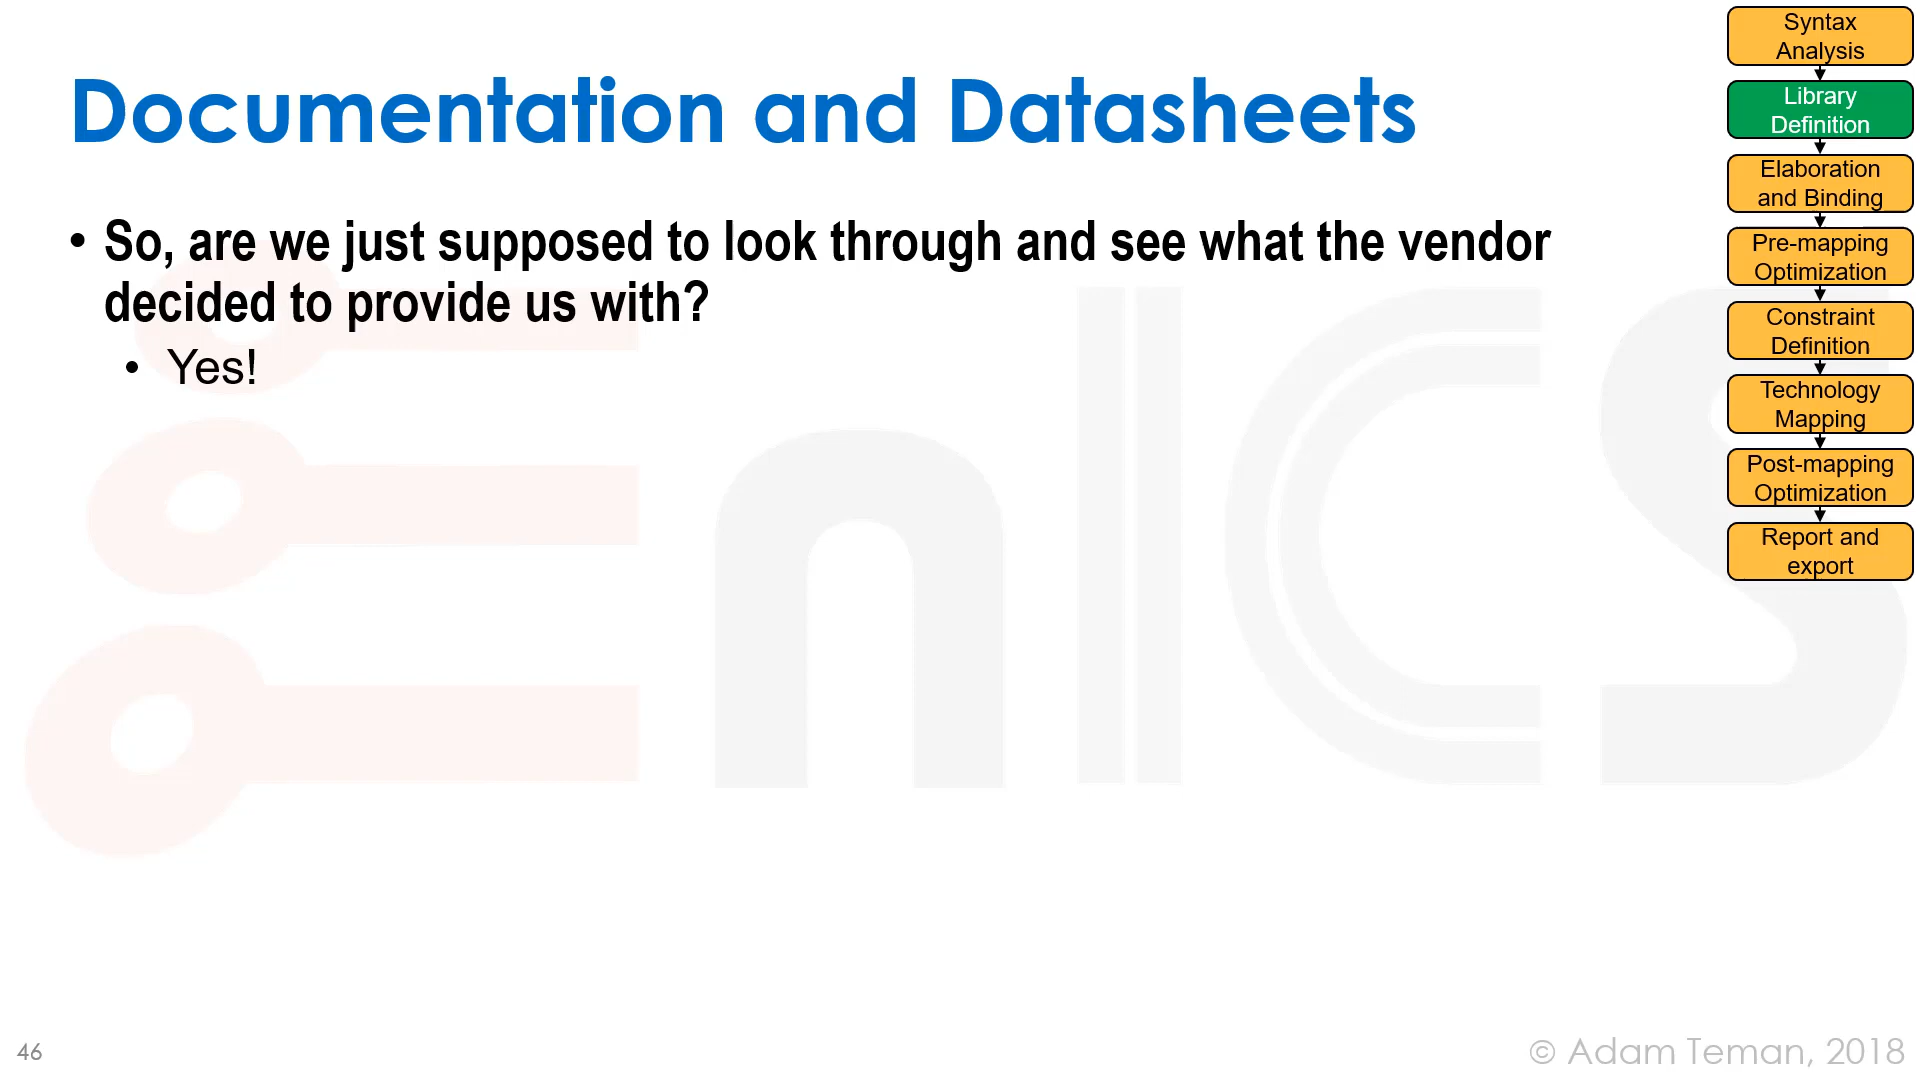 Documentation and Datasheets
• So, are we just supposed to look through and see what the vendor
decided to provide us with?
• Yes!
Syntax
Analysis
Library
Definition
Elaboration
and Binding
Pre-mapping
Optimization
Constraint
Definition
Technology
Mapping
Post-mapping
Optimization
Report and
export
EnICS
46
© Adam Teman, 2018